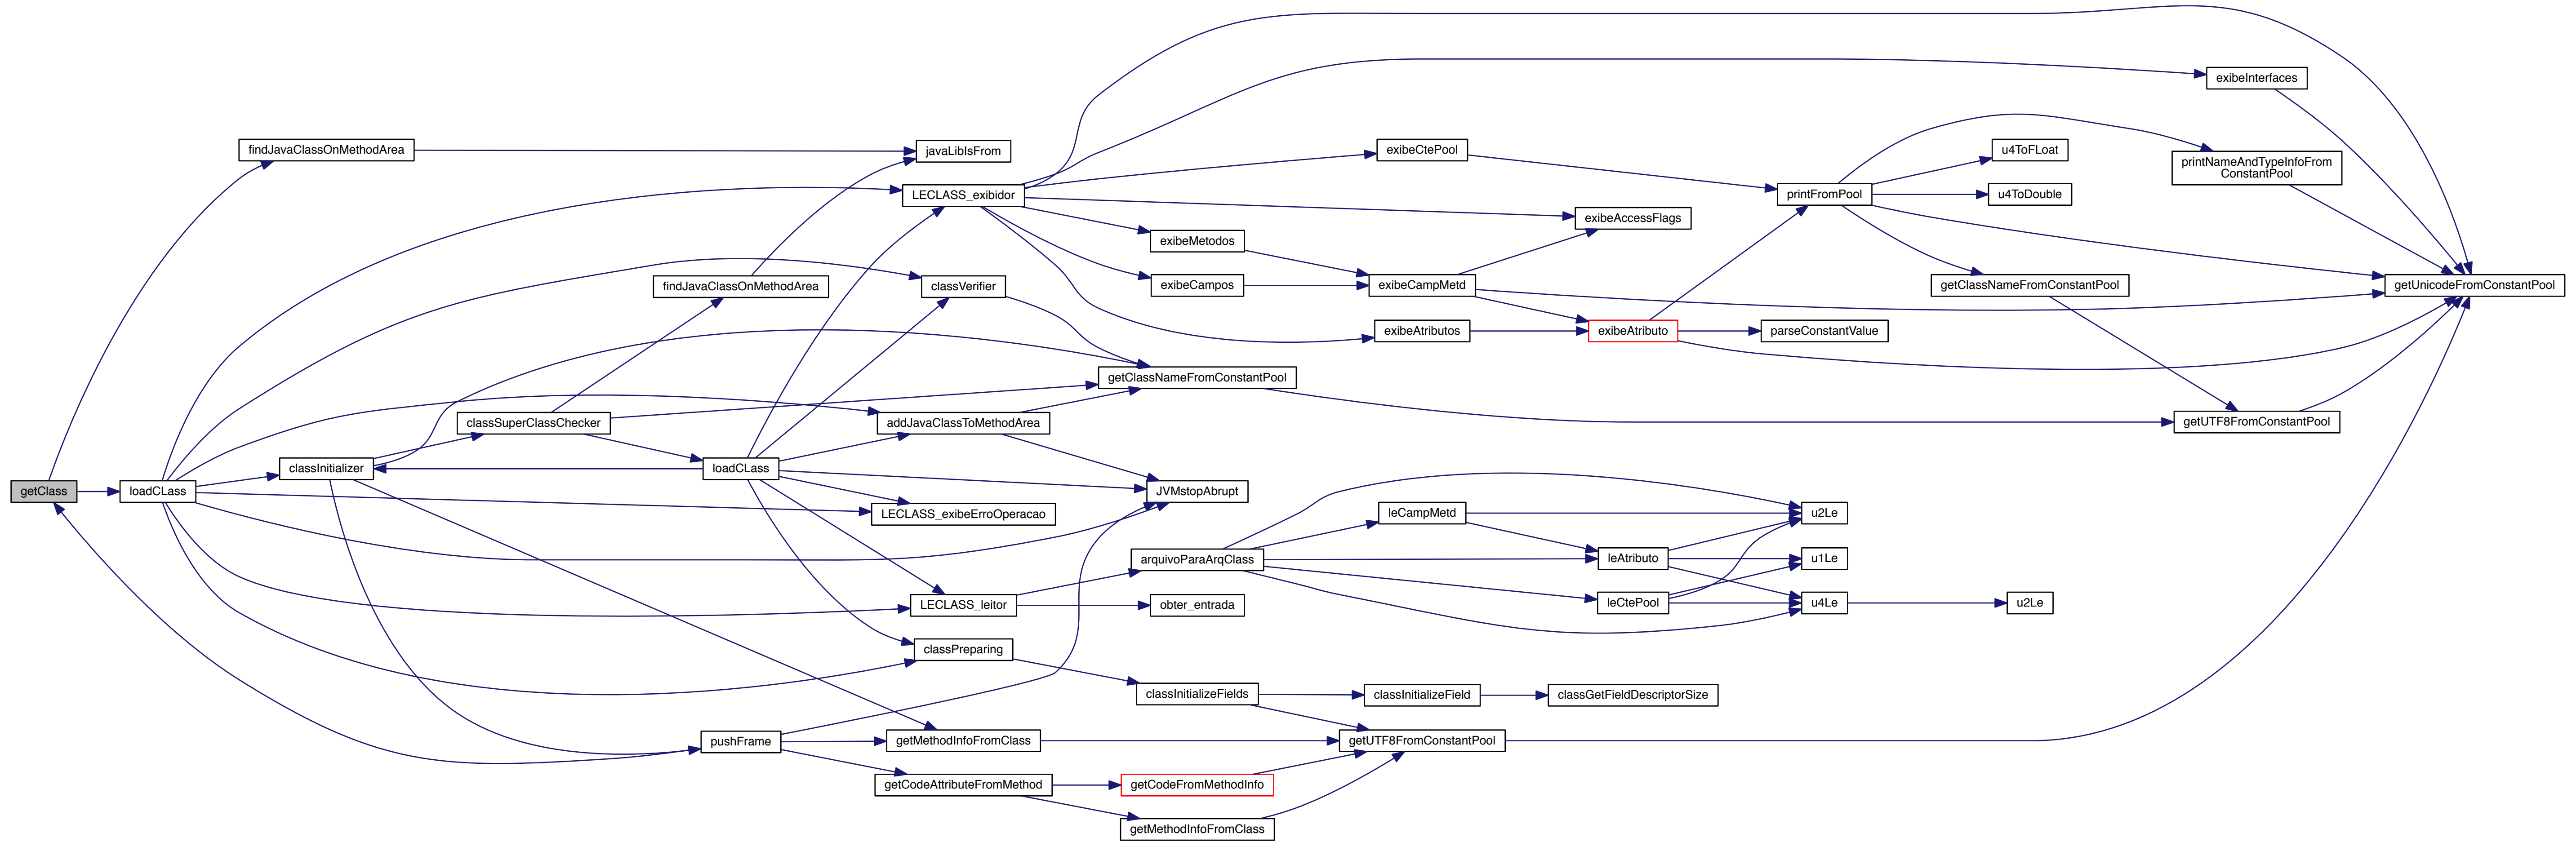 getClass
loadCLass
findJavaClassOnMethodArea
classInitializer
classSuperClassChecker
findJavaClassOnMethodArea
loadCLass
pushFrame
javaLibIsFrom
LECLASS_exibidor
classVerifier
addJavaClassToMethodArea
LECLASS_exibeErroOperacao
LECLASS_leitor
classPreparing
getMethodInfoFromClass
getCodeAttributeFromMethod
exibeMetodos
exibeCampos
getClassNameFromConstantPool
JVMstopAbrupt
arquivoParaArqClass
obter_entrada
classInitializeFields
getCodeFromMethodInfo
getMethodInfoFromClass
exibeCtePool
exibeCampMetd
exibeAtributos
leCampMetd
classInitializeField
getUTF8FromConstantPool
exibeAccessFlags
exibeAtributo
leAtributo
leCtePool
classGetFieldDescriptorSize
printFromPool
parseConstantValue
u2Le
u1Le
u4Le
u4ToFLoat
u4ToDouble
getClassNameFromConstantPool
u2Le
exibeInterfaces
printNameAndTypeInfoFrom
ConstantPool
getUTF8FromConstantPool
getUnicodeFromConstantPool